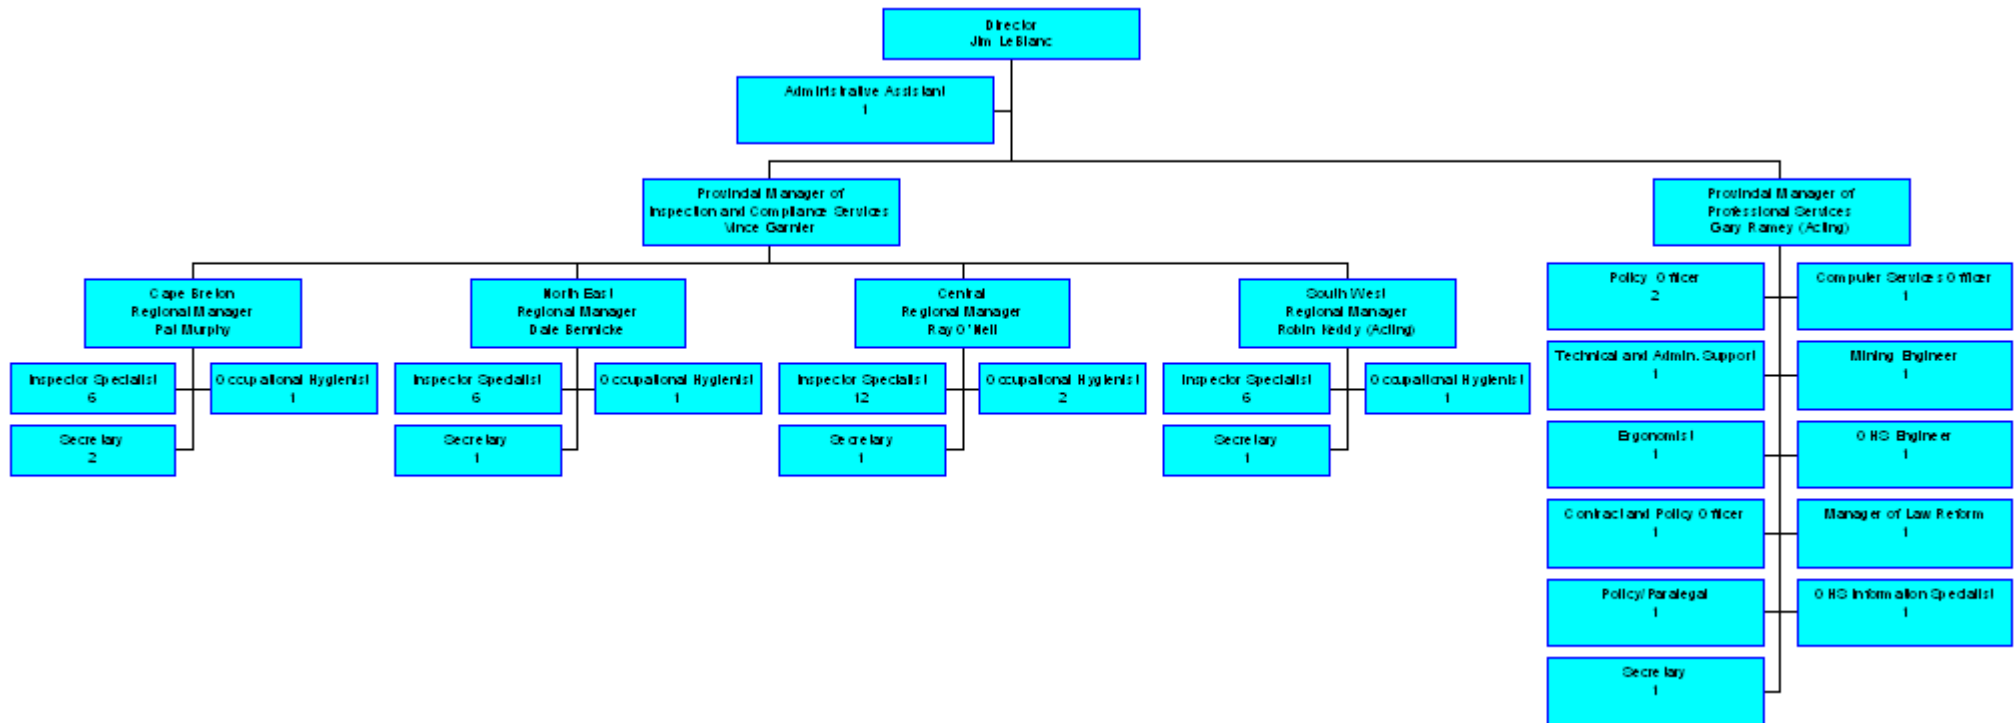 Director
Jim LeBlanc
Administrative Assistant
1
Provincial Manager of
Inspection and Compliance Services
Vince Garnier
Provincial Manager of
Professional Services
Gary Ramey (Acting)
Cape Breton
Regional Manager
Pat Murphy
North East
Regional Manager
Dale Bennicke
Central
Regional Manager
Ray O'Neil
South West
Regional Manager
Robin Keddy (Acting)
Inspector Specialist
6
Occupational Hygienist
1
Secretary
2
Inspector Specialist
6
Occupational Hygienist
1
Secretary
1
Inspector Specialist
12
Occupational Hygienist
2
Secretary
1
Inspector Specialist
6
Occupational Hygienist
1
Secretary
1
Policy Officer
2
Computer Services Officer
1
Technical and Admin. Support
1
Mining Engineer
1
Ergonomist
1
OHS Engineer
1
Contract and Policy Officer
1
Manager of Law Reform
1
Policy/Paralegal
1
OHS Information Specialist
1
Secretary
1